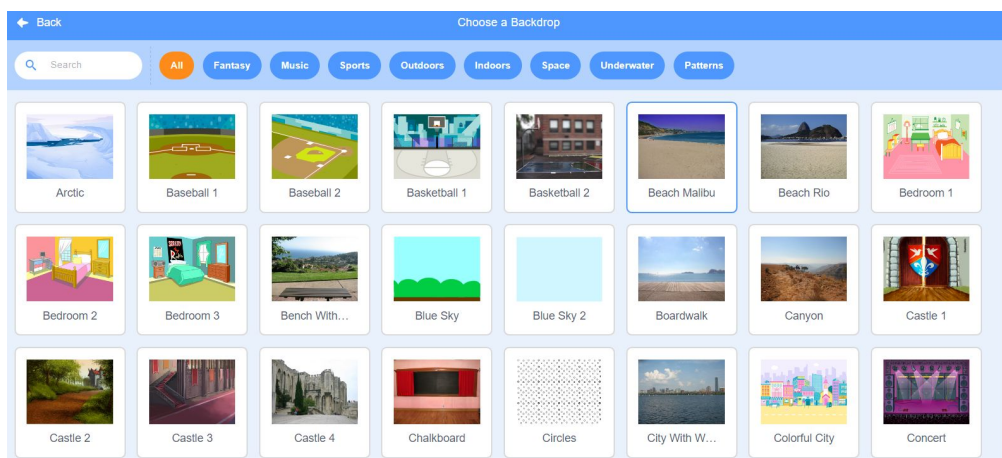 Back
Choose a Backdrop
Search
All Fantasy Music Sports Outdoors Indoors Space Underwater Patterns
Arctic Baseball 1 Baseball 2 Basketball 1 Basketball 2 Beach Malibu Beach Rio Bedroom 1
Bedroom 2 Bedroom 3 Bench With... Blue Sky Blue Sky 2 Boardwalk Canyon Castle 1
Castle 2 Castle 3 Castle 4 Chalkboard Circles City With W... Colorful City Concert